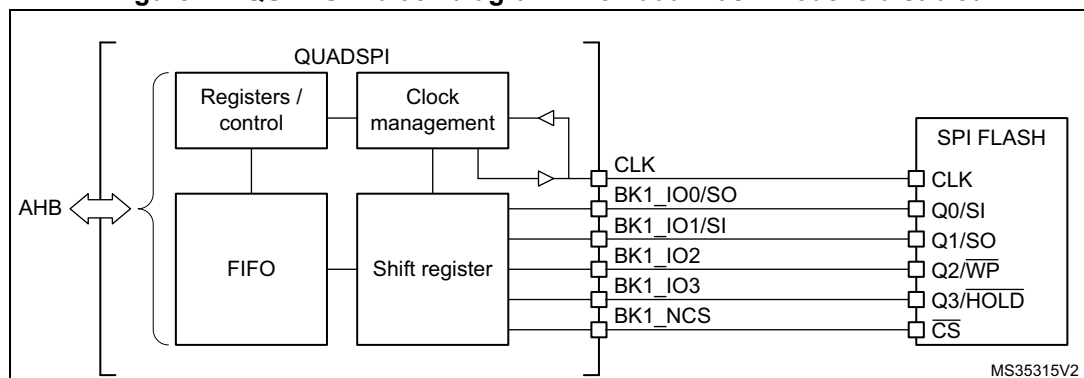 QUADSPI
Registers /
control
Clock
management
AHB
FIFO
Shift register
CLK
BK1_IO0/SO
BK1_IO1/SI
BK1_IO2
BK1_IO3
BK1_NCS
SPI FLASH
CLK
Q0/SI
Q1/SO
Q2/WP
Q3/HOLD
CS
MS35315V2